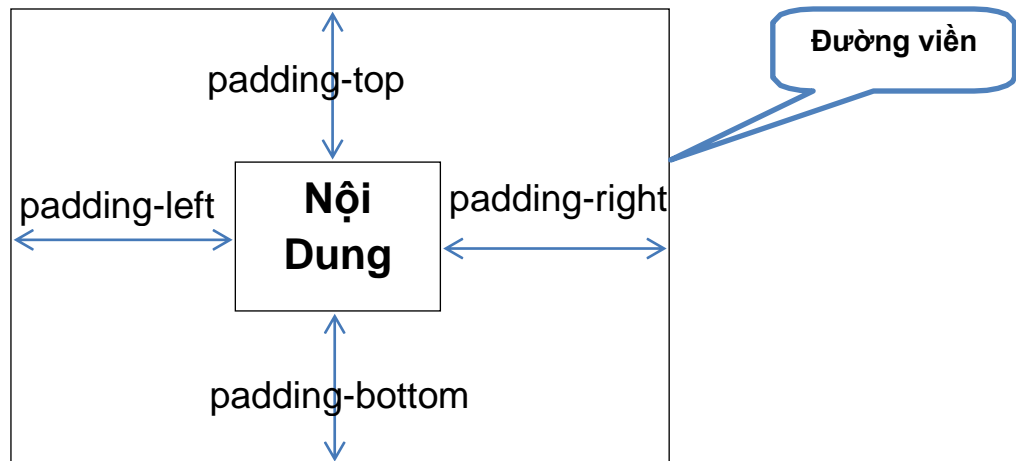 Đường viền
padding-top
padding-left
Nội
Dung
padding-right
padding-bottom